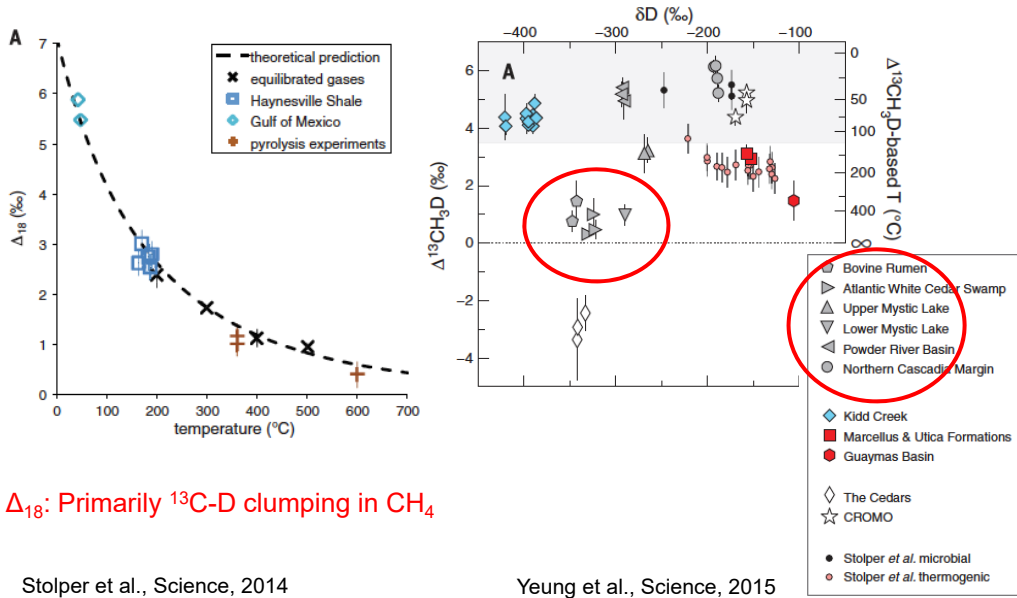 A
7
6
5
4
3
2
1
0
Δ18 (‰)
0 100 200 300 400 500 600 700
temperature (°C)
theoretical prediction
equilibrated gases
Haynesville Shale
Gulf of Mexico
pyrolysis experiments
δD (‰)
−400 −300 −200 −100
A
6
4
2
0
−2
−4
Δ¹³CH₃D (‰)
0
50
100
200
400
∞
Δ¹³CH₃D-based T (°C)
Bovine Rumen
Atlantic White Cedar Swamp
Upper Mystic Lake
Lower Mystic Lake
Powder River Basin
Northern Cascadia Margin
Kidd Creek
Marcellus & Utica Formations
Guaymas Basin
The Cedars
CROMO
Stolper et al. microbial
Stolper et al. thermogenic
Δ₁₈: Primarily ¹³C-D clumping in CH₄
Stolper et al., Science, 2014
Yeung et al., Science, 2015